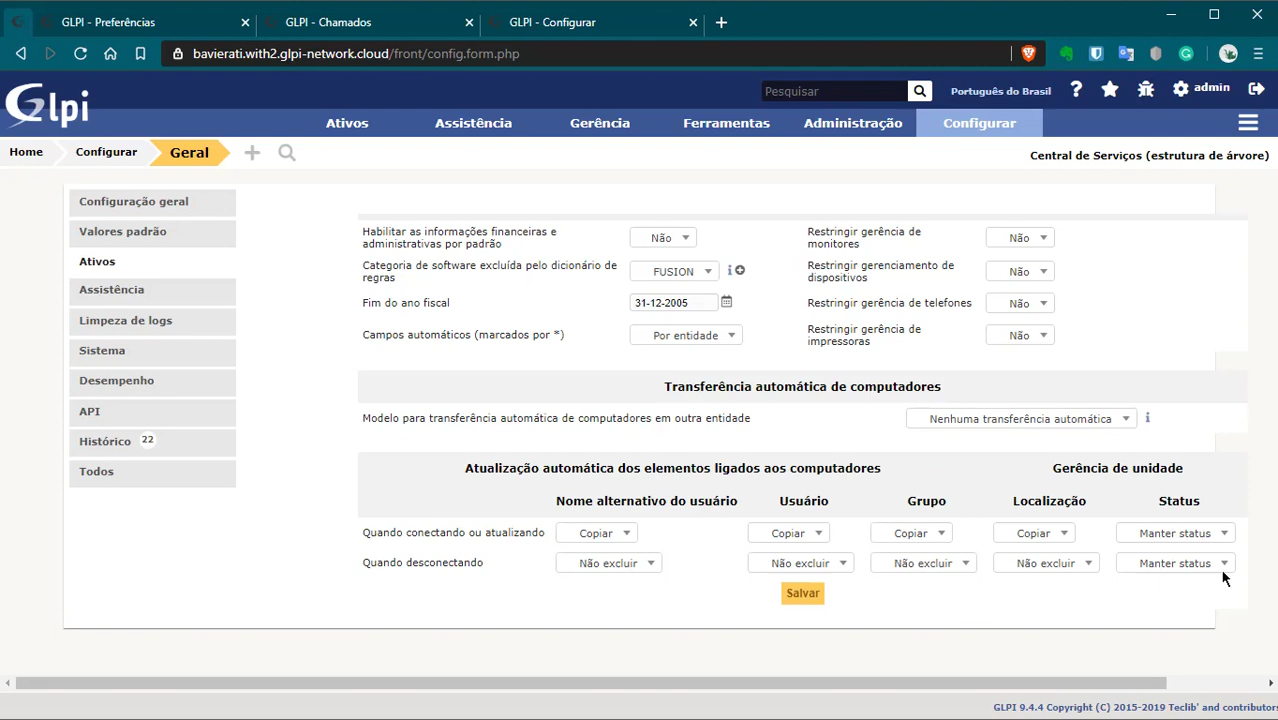 GLPI - Preferências
GLPI - Chamados
GLPI - Configurar
bavierati.with2.glpi-network.cloud/front/config.form.php
Glpi
Pesquisar
Português do Brasil
admin
Ativos
Assistência
Gerência
Ferramentas
Administração
Configurar
Home
Configurar
Geral
Central de Serviços (estrutura de árvore)
Configuração geral
Valores padrão
Ativos
Assistência
Limpeza de logs
Sistema
Desempenho
API
Histórico 22
Todos
Habilitar as informações financeiras e
administrativas por padrão
Não
Restringir gerência de
monitores
Não
Categoria de software excluída pelo dicionário de
regras
FUSION
Restringir gerenciamento de
dispositivos
Não
Fim do ano fiscal
31-12-2005
Restringir gerência de telefones
Não
Campos automáticos (marcados por *)
Por entidade
Restringir gerência de
impressoras
Não
Transferência automática de computadores
Modelo para transferência automática de computadores em outra entidade
Nenhuma transferência automática
Atualização automática dos elementos ligados aos computadores
Gerência de unidade
Nome alternativo do usuário
Usuário
Grupo
Localização
Status
Quando conectando ou atualizando
Copiar
Copiar
Copiar
Copiar
Manter status
Quando desconectando
Não excluir
Não excluir
Não excluir
Não excluir
Manter status
Salvar
GLPI 9.4.4 Copyright (C) 2015-2019 Teclib' and contributors